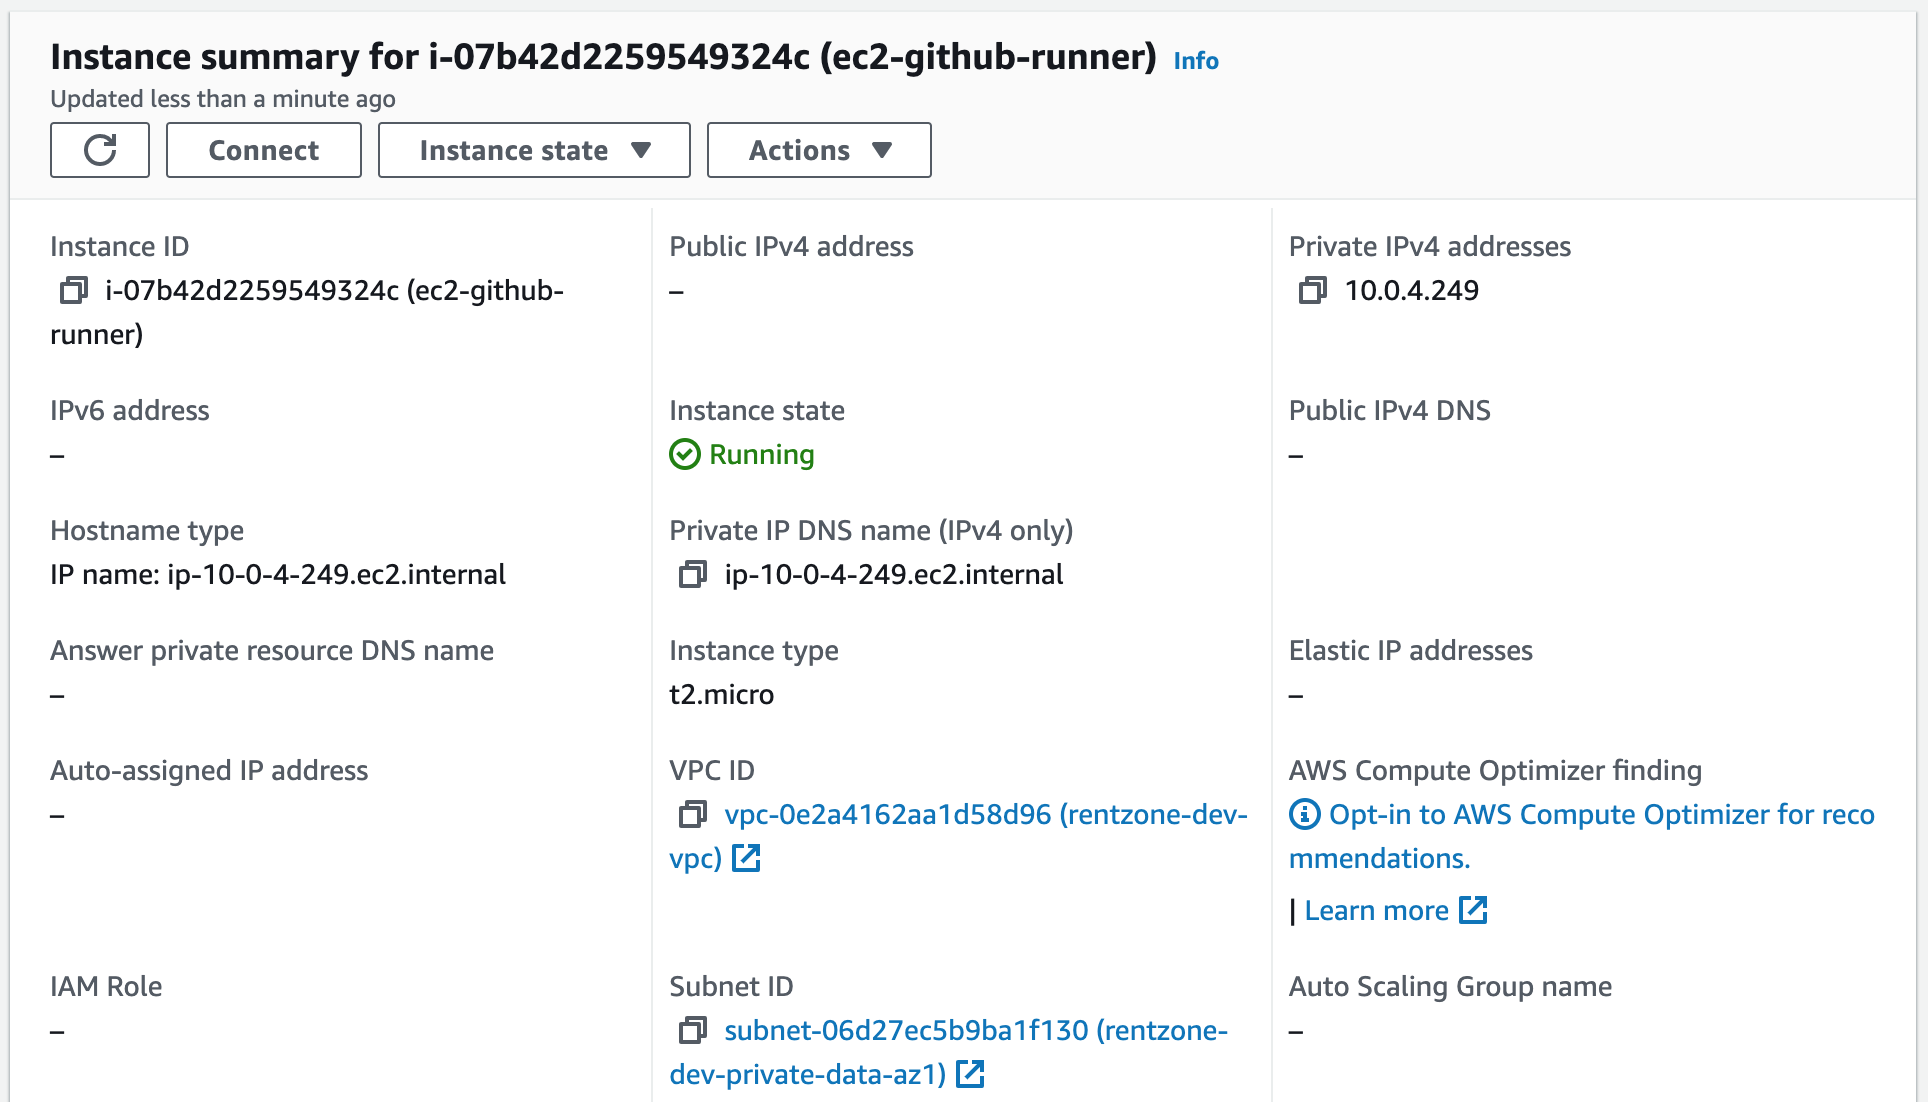 Instance summary for i-07b42d2259549324c (ec2-github-runner) Info
Updated less than a minute ago
Connect
Instance state
Actions
Instance ID
i-07b42d2259549324c (ec2-github-
runner)
Public IPv4 address
–
Private IPv4 addresses
10.0.4.249
IPv6 address
–
Instance state
Running
Public IPv4 DNS
–
Hostname type
IP name: ip-10-0-4-249.ec2.internal
Private IP DNS name (IPv4 only)
ip-10-0-4-249.ec2.internal
Answer private resource DNS name
–
Instance type
t2.micro
Elastic IP addresses
–
Auto-assigned IP address
–
VPC ID
vpc-0e2a4162aa1d58d96 (rentzone-dev-
vpc)
AWS Compute Optimizer finding
Opt-in to AWS Compute Optimizer for reco
mmendations.
| Learn more
IAM Role
–
Subnet ID
subnet-06d27ec5b9ba1f130 (rentzone-
dev-private-data-az1)
Auto Scaling Group name
–